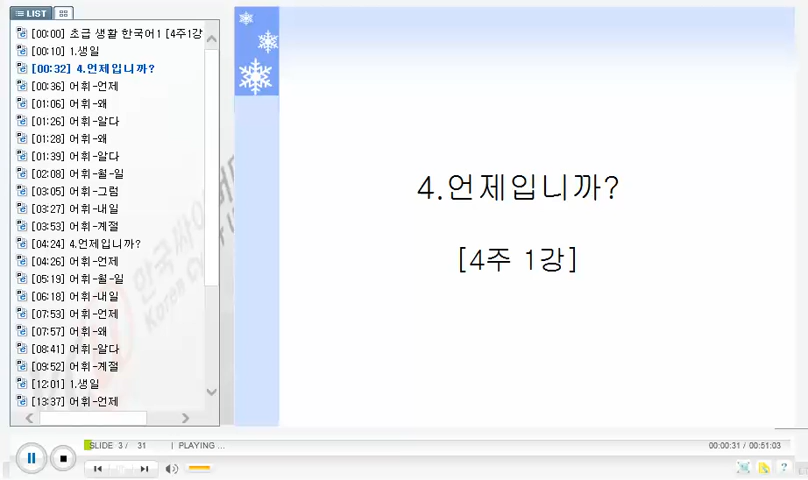 LIST
[00:00] 초급 생활 한국어1 [4주1강
[00:10] 1.생일
[00:32] 4.언제입니까?
[00:36] 어휘-언제
[01:06] 어휘-왜
[01:26] 어휘-알다
[01:28] 어휘-왜
[01:39] 어휘-알다
[02:08] 어휘-월-일
[03:05] 어휘-그럼
[03:27] 어휘-내일
[03:53] 어휘-계절
[04:24] 4.언제입니까?
[04:26] 어휘-언제
[05:19] 어휘-월-일
[06:18] 어휘-내일
[07:53] 어휘-언제
[07:57] 어휘-왜
[08:41] 어휘-알다
[09:52] 어휘-계절
[12:01] 1.생일
[13:37] 어휘-언제
4.언제입니까?
[4주 1강]
SLIDE 3 / 31 | PLAYING ...
00:00:31 / 00:51:03